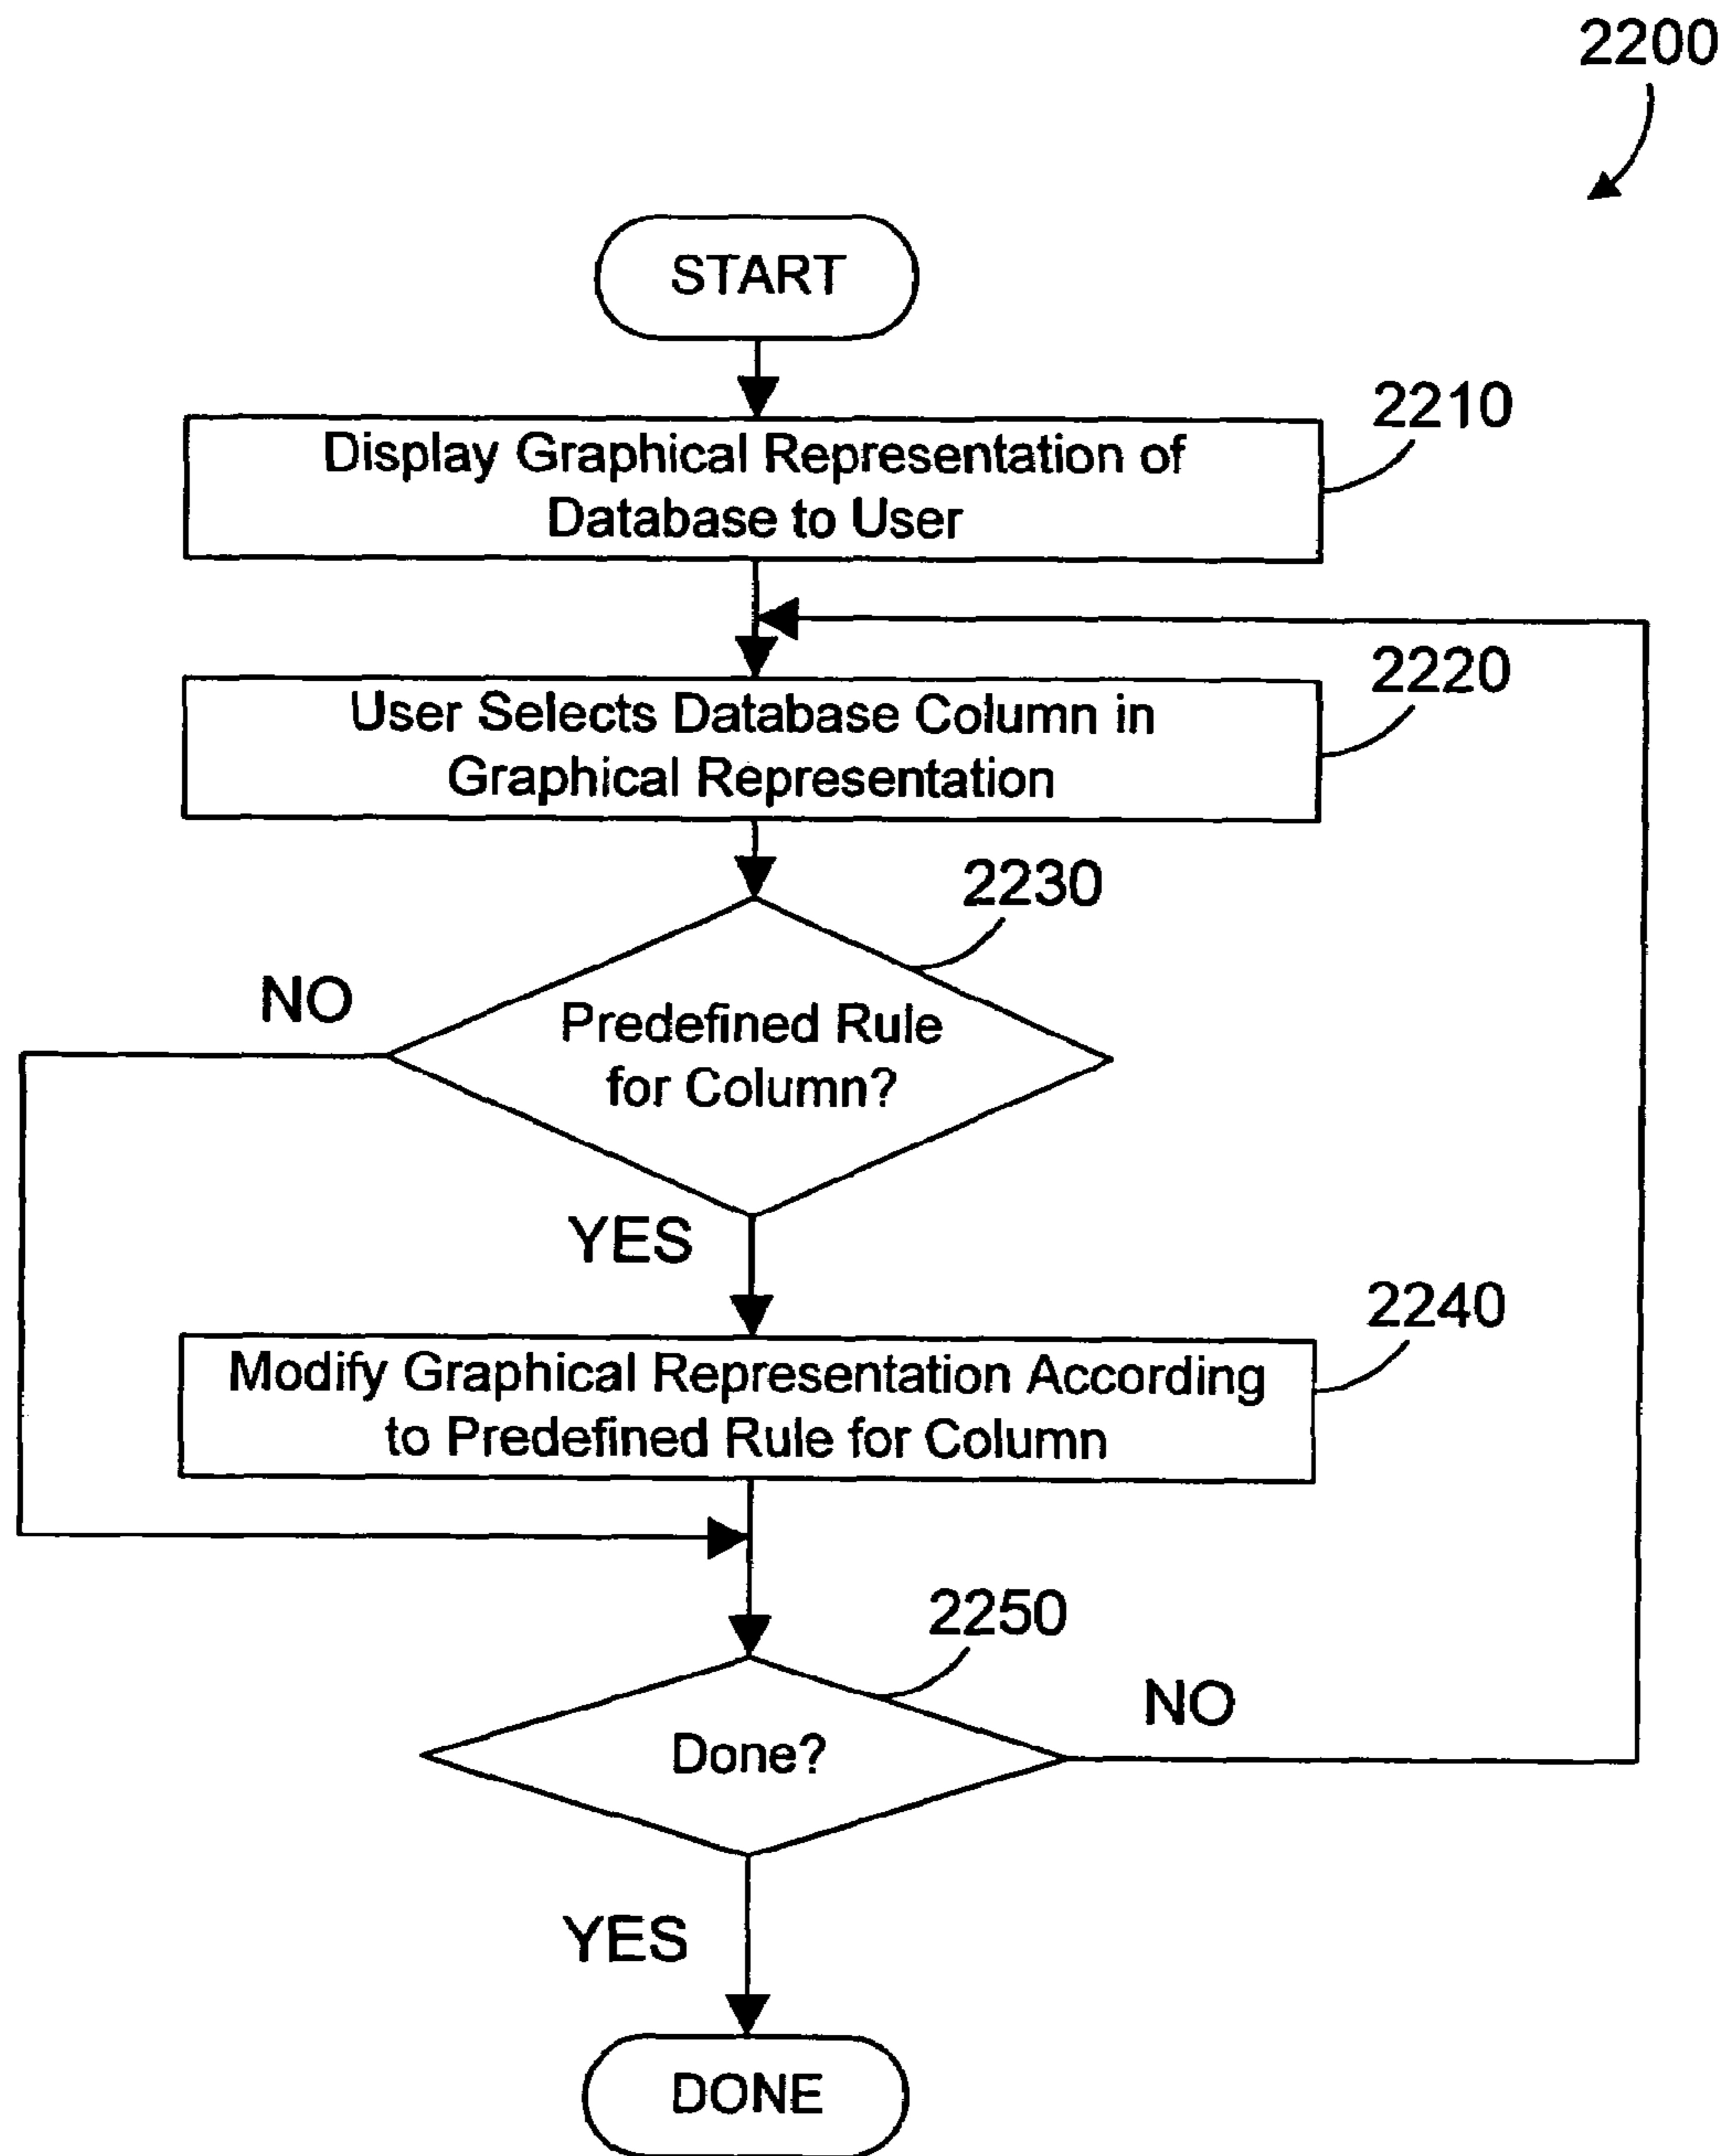 2200
START
2210
Display Graphical Representation of
Database to User
2220
User Selects Database Column in
Graphical Representation
2230
NO
Predefined Rule
for Column?
YES
2240
Modify Graphical Representation According
to Predefined Rule for Column
2250
NO
Done?
YES
DONE